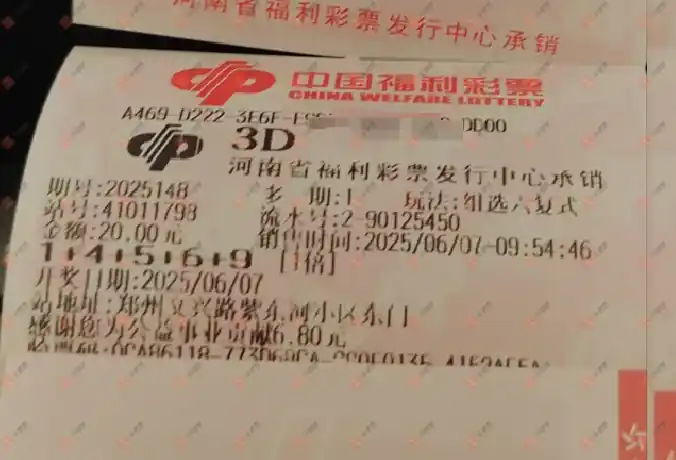 河南省福利彩票发行中心承销
中国福利彩票
CHINA WELFARE LOTTERY
A469-D222-3E6F- DD00
3D
河南省福利彩票发行中心承销
期号:2025148 多 期:1 玩法:组选六复式
站号:41011798 流水号:2-90125450
金额:20.00元 销售时间:2025/06/07-09:54:46
1+4+5+6+9 [1倍]
开奖日期:2025/06/07
站地址:郑州 兴路紫东 小区东门
感谢您为公益事业贡献6.80元